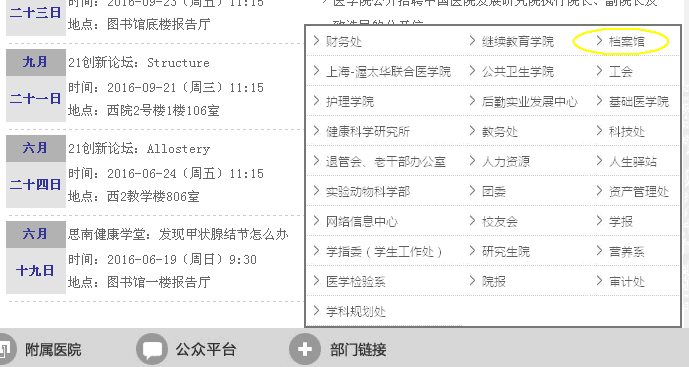 二十三日
时间：2016-09-23（周五）11:15
地点：图书馆底楼报告厅
医学院公开招聘中国医院发展研究院执行院长、副院长及
九月
二十一日
21创新论坛：Structure
时间：2016-09-21（周三）11:15
地点：西院2号楼1楼106室
六月
二十四日
21创新论坛：Allostery
时间：2016-06-24（周五）11:15
地点：西2教学楼806室
六月
十九日
思南健康学堂：发现甲状腺结节怎么办
时间：2016-06-19（周日）9:30
地点：图书馆一楼报告厅
财务处 继续教育学院 档案馆
上海-渥太华联合医学院 公共卫生学院 工会
护理学院 后勤实业发展中心 基础医学院
健康科学研究所 教务处 科技处
退管会、老干部办公室 人力资源 人生驿站
实验动物科学部 团委 资产管理处
网络信息中心 校友会 学报
学指委（学生工作处） 研究生院 营养系
医学检验系 院报 审计处
学科规划处
附属医院 公众平台 部门链接